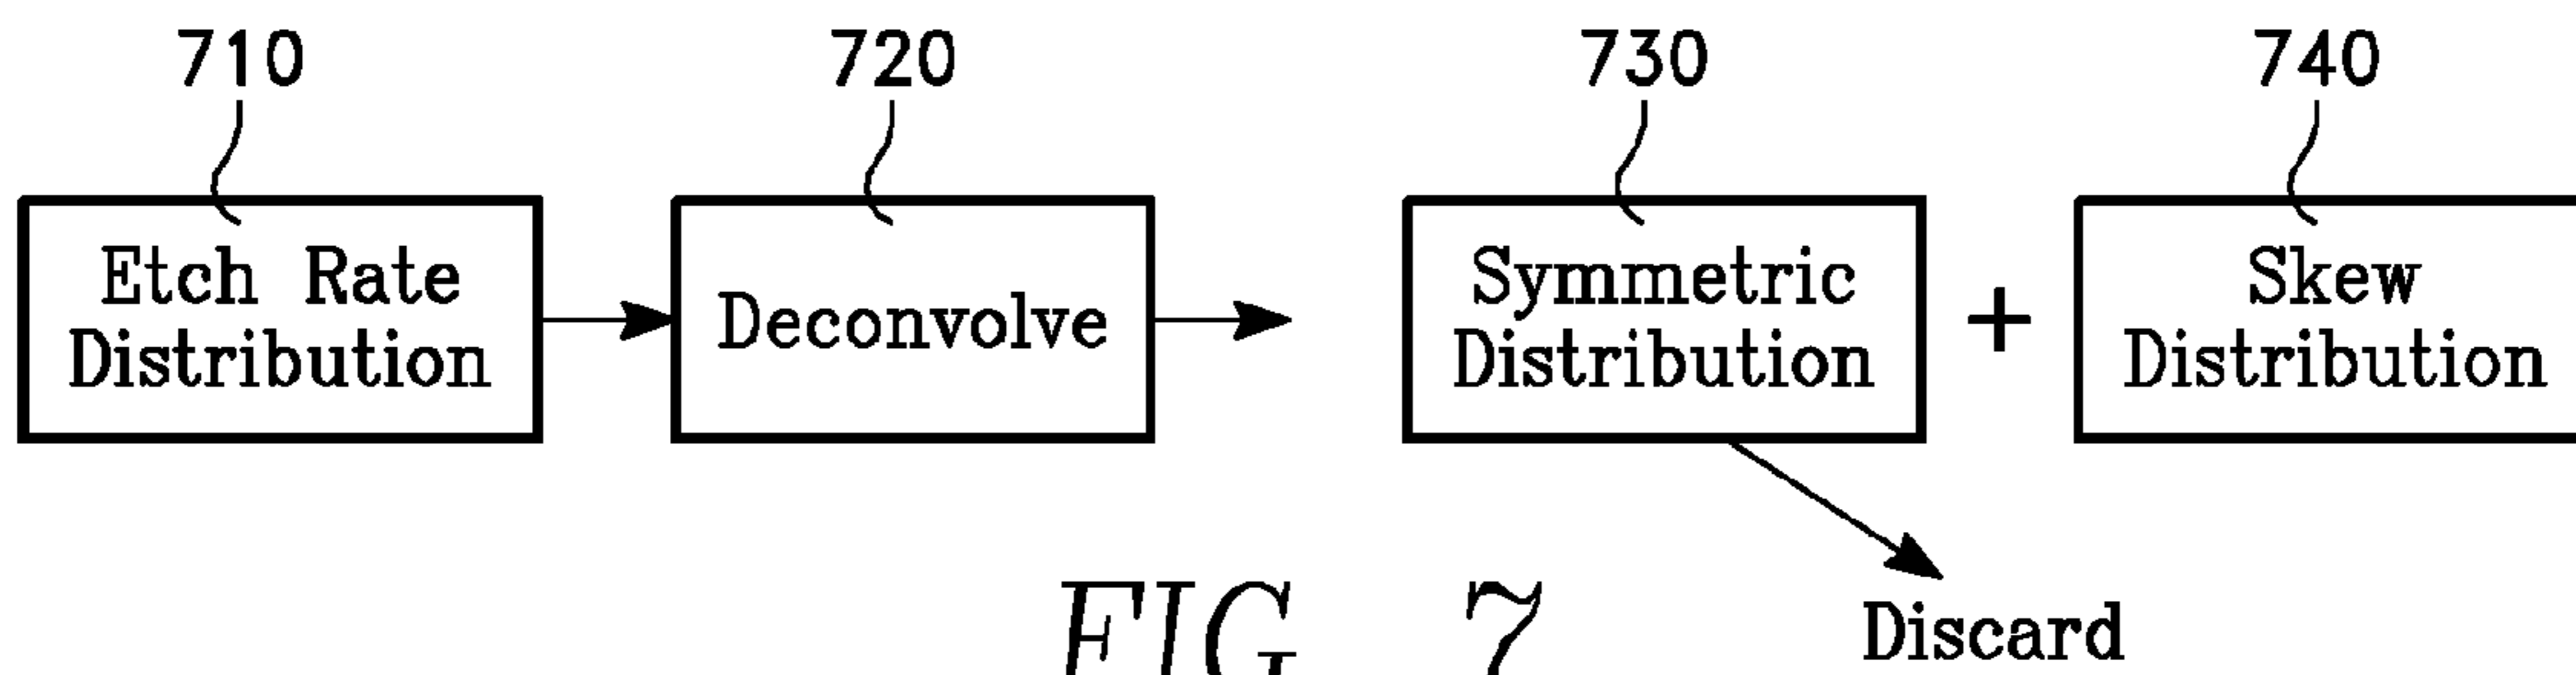 710 720 730 740
Etch Rate
Distribution
Deconvolve
Symmetric
Distribution
+
Skew
Distribution
Discard
FIG. 7